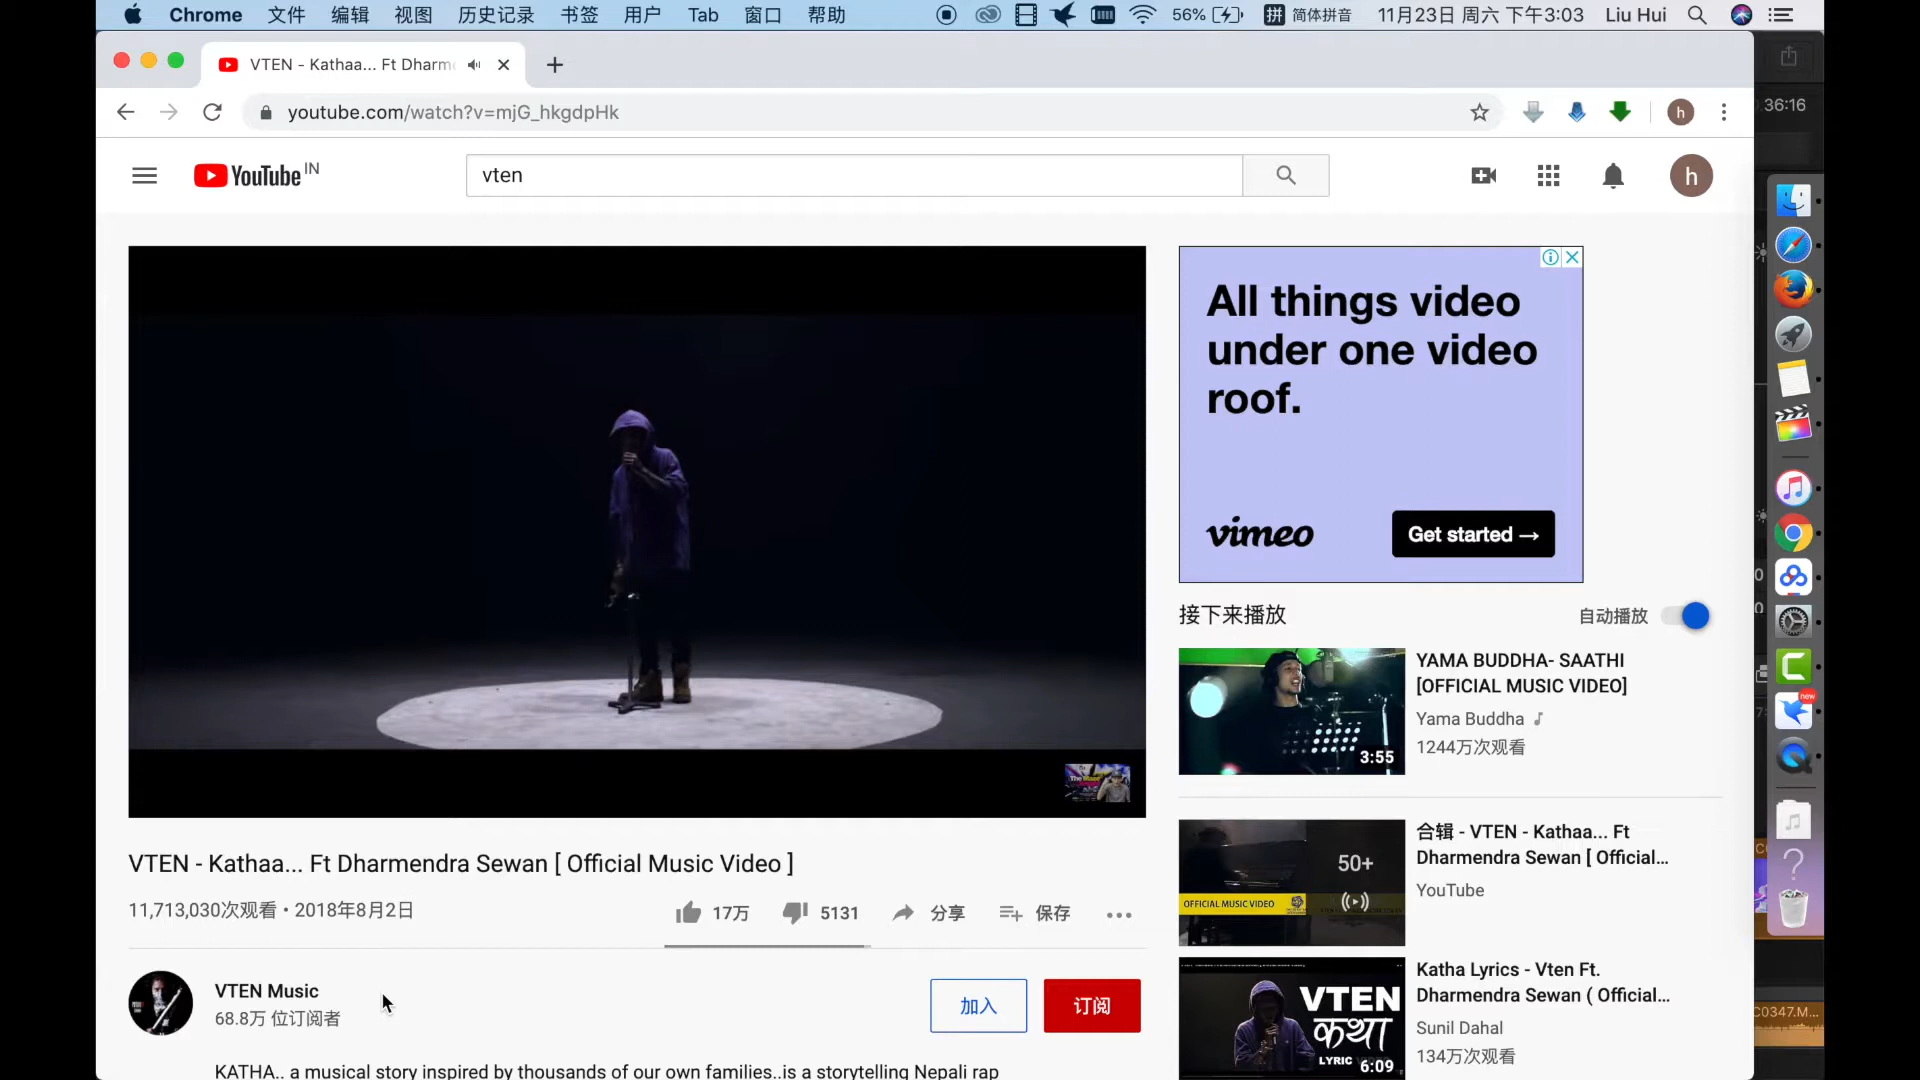 Chrome 文件 编辑 视图 历史记录 书签 用户 Tab 窗口 帮助 56% 拼 简体拼音 11月23日 周六 下午3:03 Liu Hui
VTEN - Kathaa... Ft Dharme
youtube.com/watch?v=mjG_hkgdpHk
h
36:16
YouTube IN
vten
h
All things video
under one video
roof.
vimeo
Get started →
接下来播放
自动播放
YAMA BUDDHA- SAATHI
[OFFICIAL MUSIC VIDEO]
Yama Buddha
1244万次观看
3:55
new
VTEN - Kathaa... Ft Dharmendra Sewan [ Official Music Video ]
11,713,030次观看 • 2018年8月2日
17万
5131
分享
保存
合辑 - VTEN - Kathaa... Ft
Dharmendra Sewan [ Official...
YouTube
50+
OFFICIAL MUSIC VIDEO
VTEN Music
68.8万 位订阅者
加入
订阅
Katha Lyrics - Vten Ft.
Dharmendra Sewan ( Official...
Sunil Dahal
134万次观看
VTEN
कथा
LYRIC
6:09
C0347.M...
KATHA.. a musical story inspired by thousands of our own families..is a storytelling Nepali rap